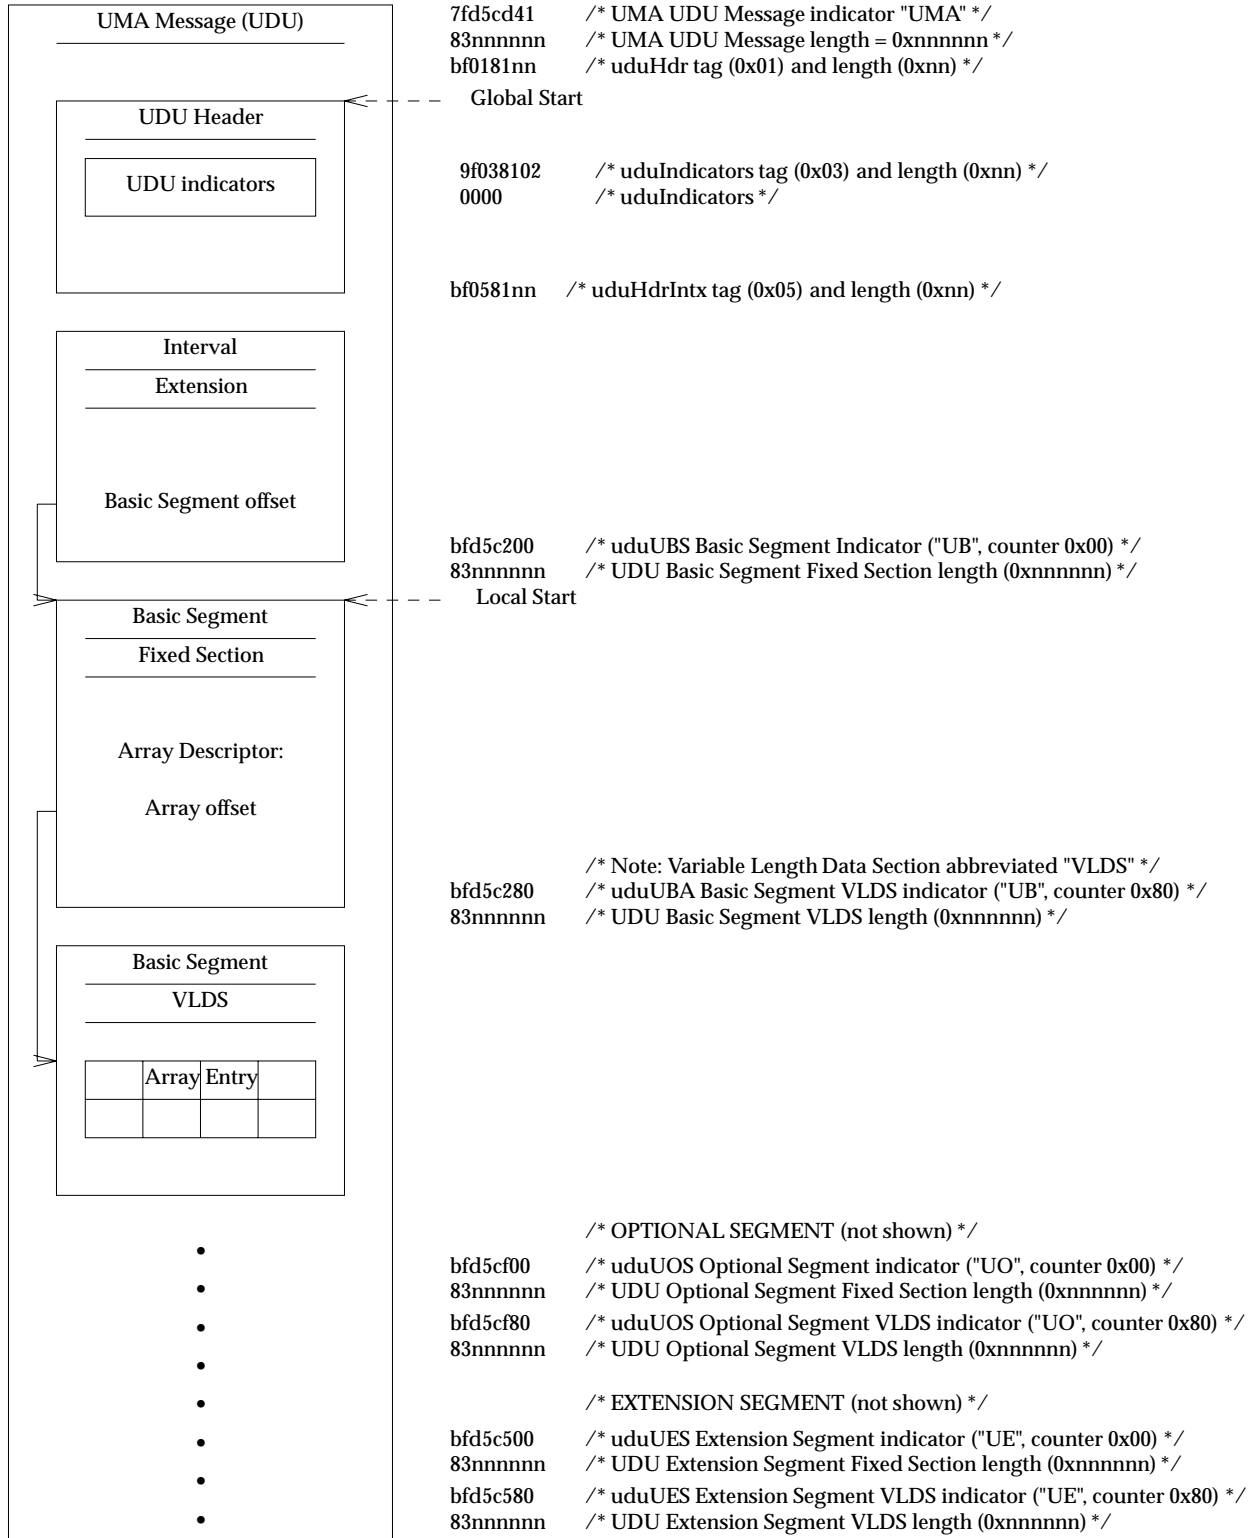 UMA Message (UDU)
7fd5cd41 /* UMA UDU Message indicator "UMA" */
83nnnnnn /* UMA UDU Message length = 0xnnnnnn */
bf0181nn /* uduHdr tag (0x01) and length (0xnn) */
Global Start
UDU Header
UDU indicators
9f038102 /* uduIndicators tag (0x03) and length (0xnn) */
0000 /* uduIndicators */
bf0581nn /* uduHdrIntx tag (0x05) and length (0xnn) */
Interval
Extension
Basic Segment offset
bfd5c200 /* uduUBS Basic Segment Indicator ("UB", counter 0x00) */
83nnnnnn /* UDU Basic Segment Fixed Section length (0xnnnnnn) */
Local Start
Basic Segment
Fixed Section
Array Descriptor:
Array offset
/* Note: Variable Length Data Section abbreviated "VLDS" */
bfd5c280 /* uduUBA Basic Segment VLDS indicator ("UB", counter 0x80) */
83nnnnnn /* UDU Basic Segment VLDS length (0xnnnnnn) */
Basic Segment
VLDS
Array Entry
/* OPTIONAL SEGMENT (not shown) */
bfd5cf00 /* uduUOS Optional Segment indicator ("UO", counter 0x00) */
83nnnnnn /* UDU Optional Segment Fixed Section length (0xnnnnnn) */
bfd5cf80 /* uduUOS Optional Segment VLDS indicator ("UO", counter 0x80) */
83nnnnnn /* UDU Optional Segment VLDS length (0xnnnnnn) */
/* EXTENSION SEGMENT (not shown) */
bfd5c500 /* uduUES Extension Segment indicator ("UE", counter 0x00) */
83nnnnnn /* UDU Extension Segment Fixed Section length (0xnnnnnn) */
bfd5c580 /* uduUES Extension Segment VLDS indicator ("UE", counter 0x80) */
83nnnnnn /* UDU Extension Segment VLDS length (0xnnnnnn) */